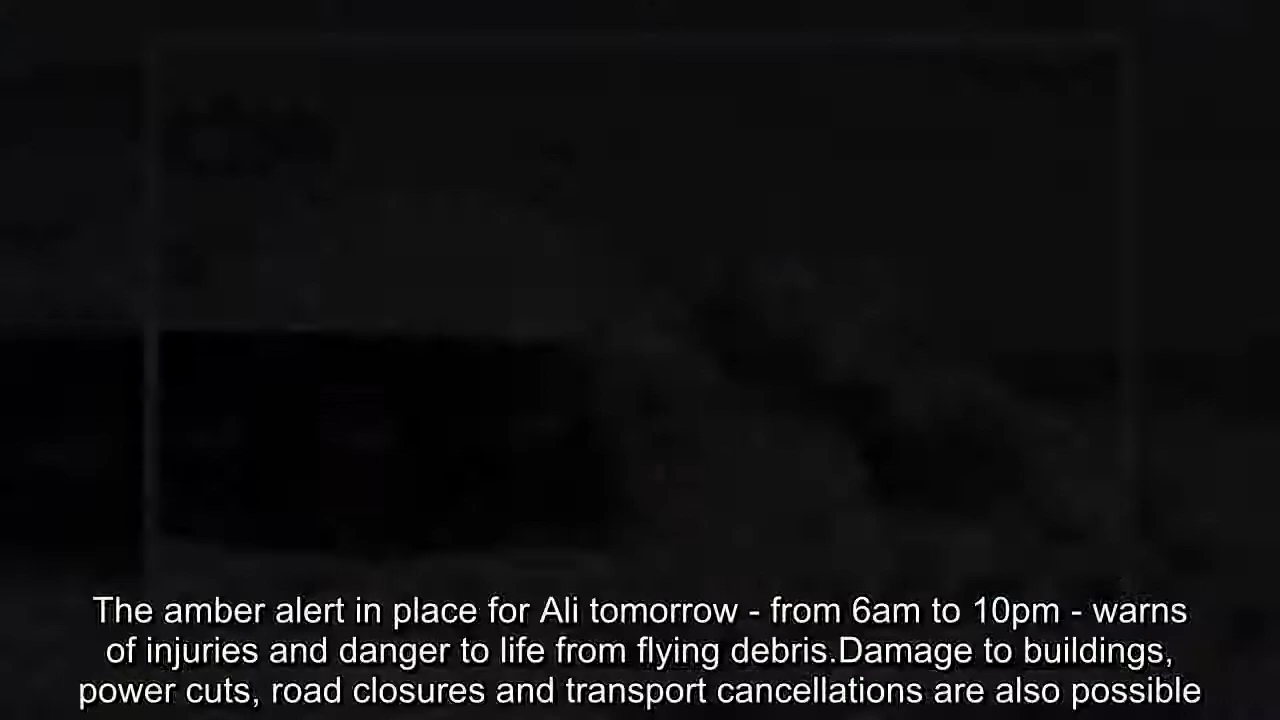 The amber alert in place for Ali tomorrow - from 6am to 10pm - warns
of injuries and danger to life from flying debris.Damage to buildings,
power cuts, road closures and transport cancellations are also possible